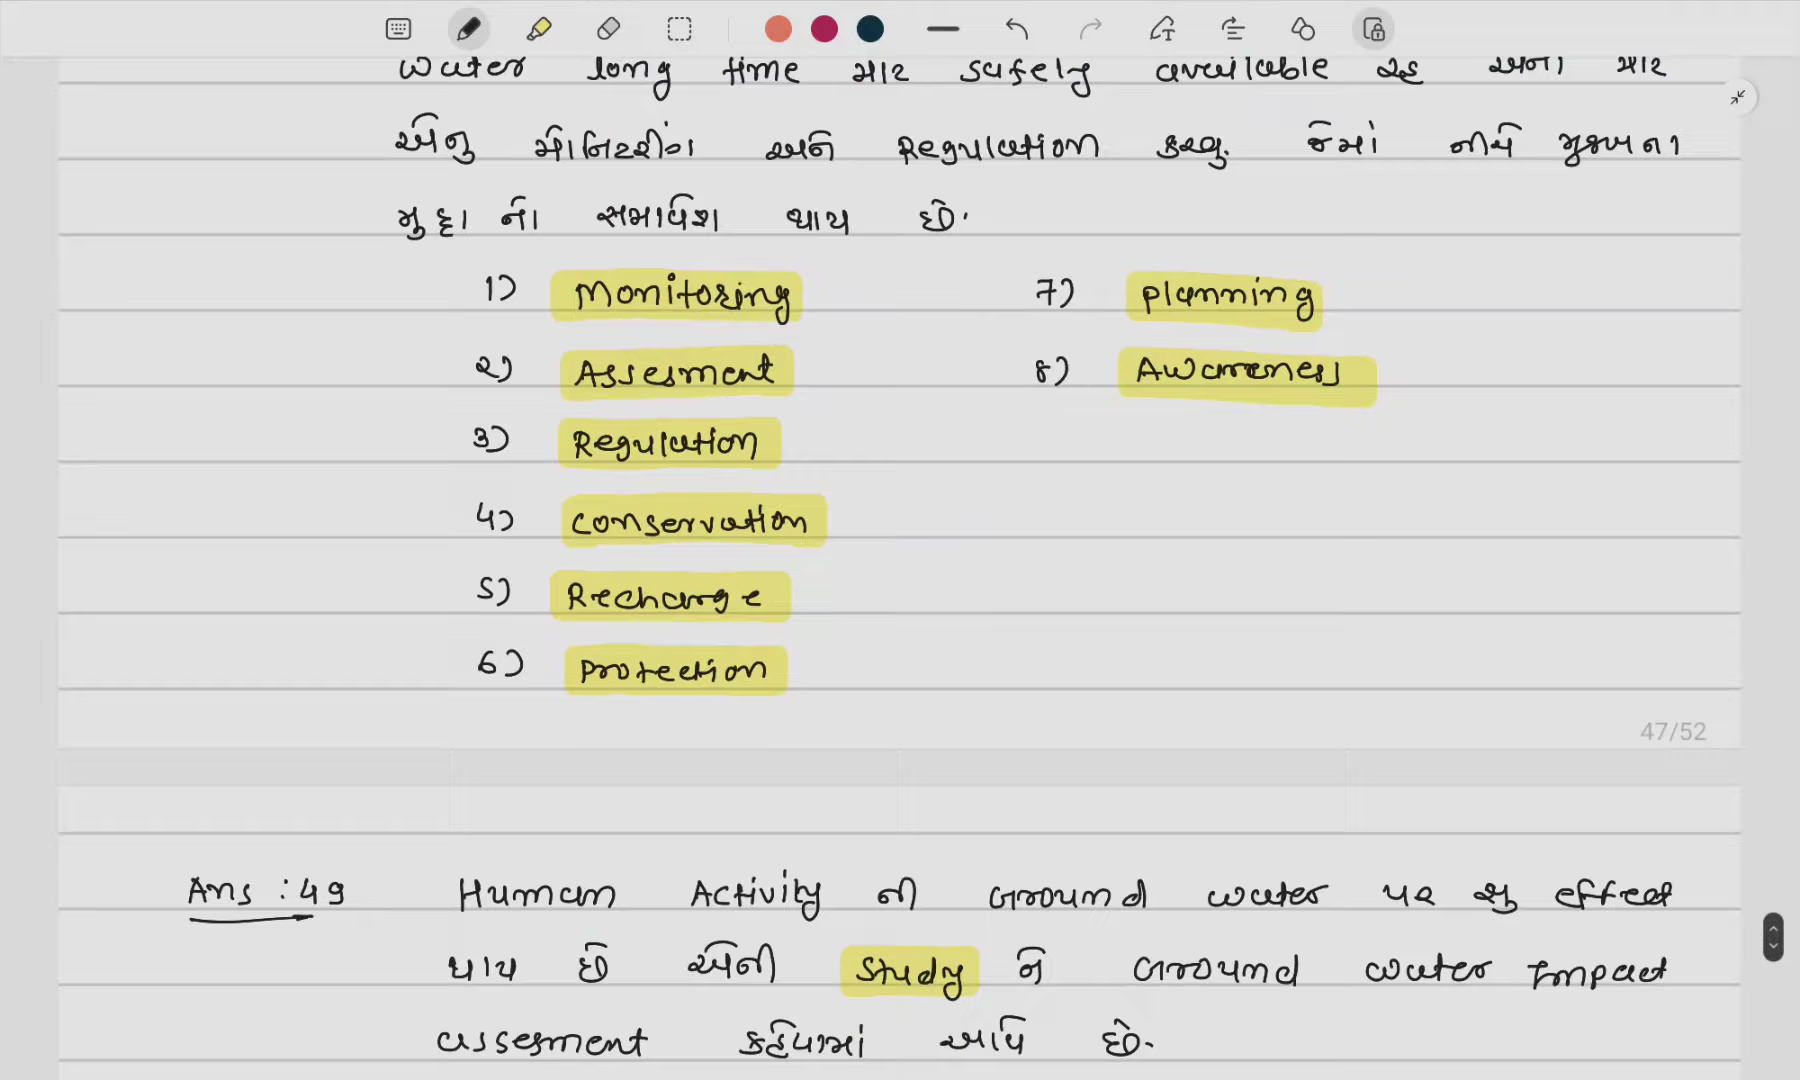 water long time માટે safely available રહે એના માટે
એનુ મોનિટરીંગ અને Regulation કરવુ. જેમાં નીચે મુજબ ના
મુદ્દા નો સમાવેશ થાય છે.
1) Monitoring
2) Assesment
3) Regulation
4) Conservation
5) Recharge
6) Protection
7) planning
8) Awareness
47/52
Ans : 49 Human Activity ની Ground water પર શુ effect
થાય છે એની study ને Ground water Impact
assesment કહેવામાં આવે છે.